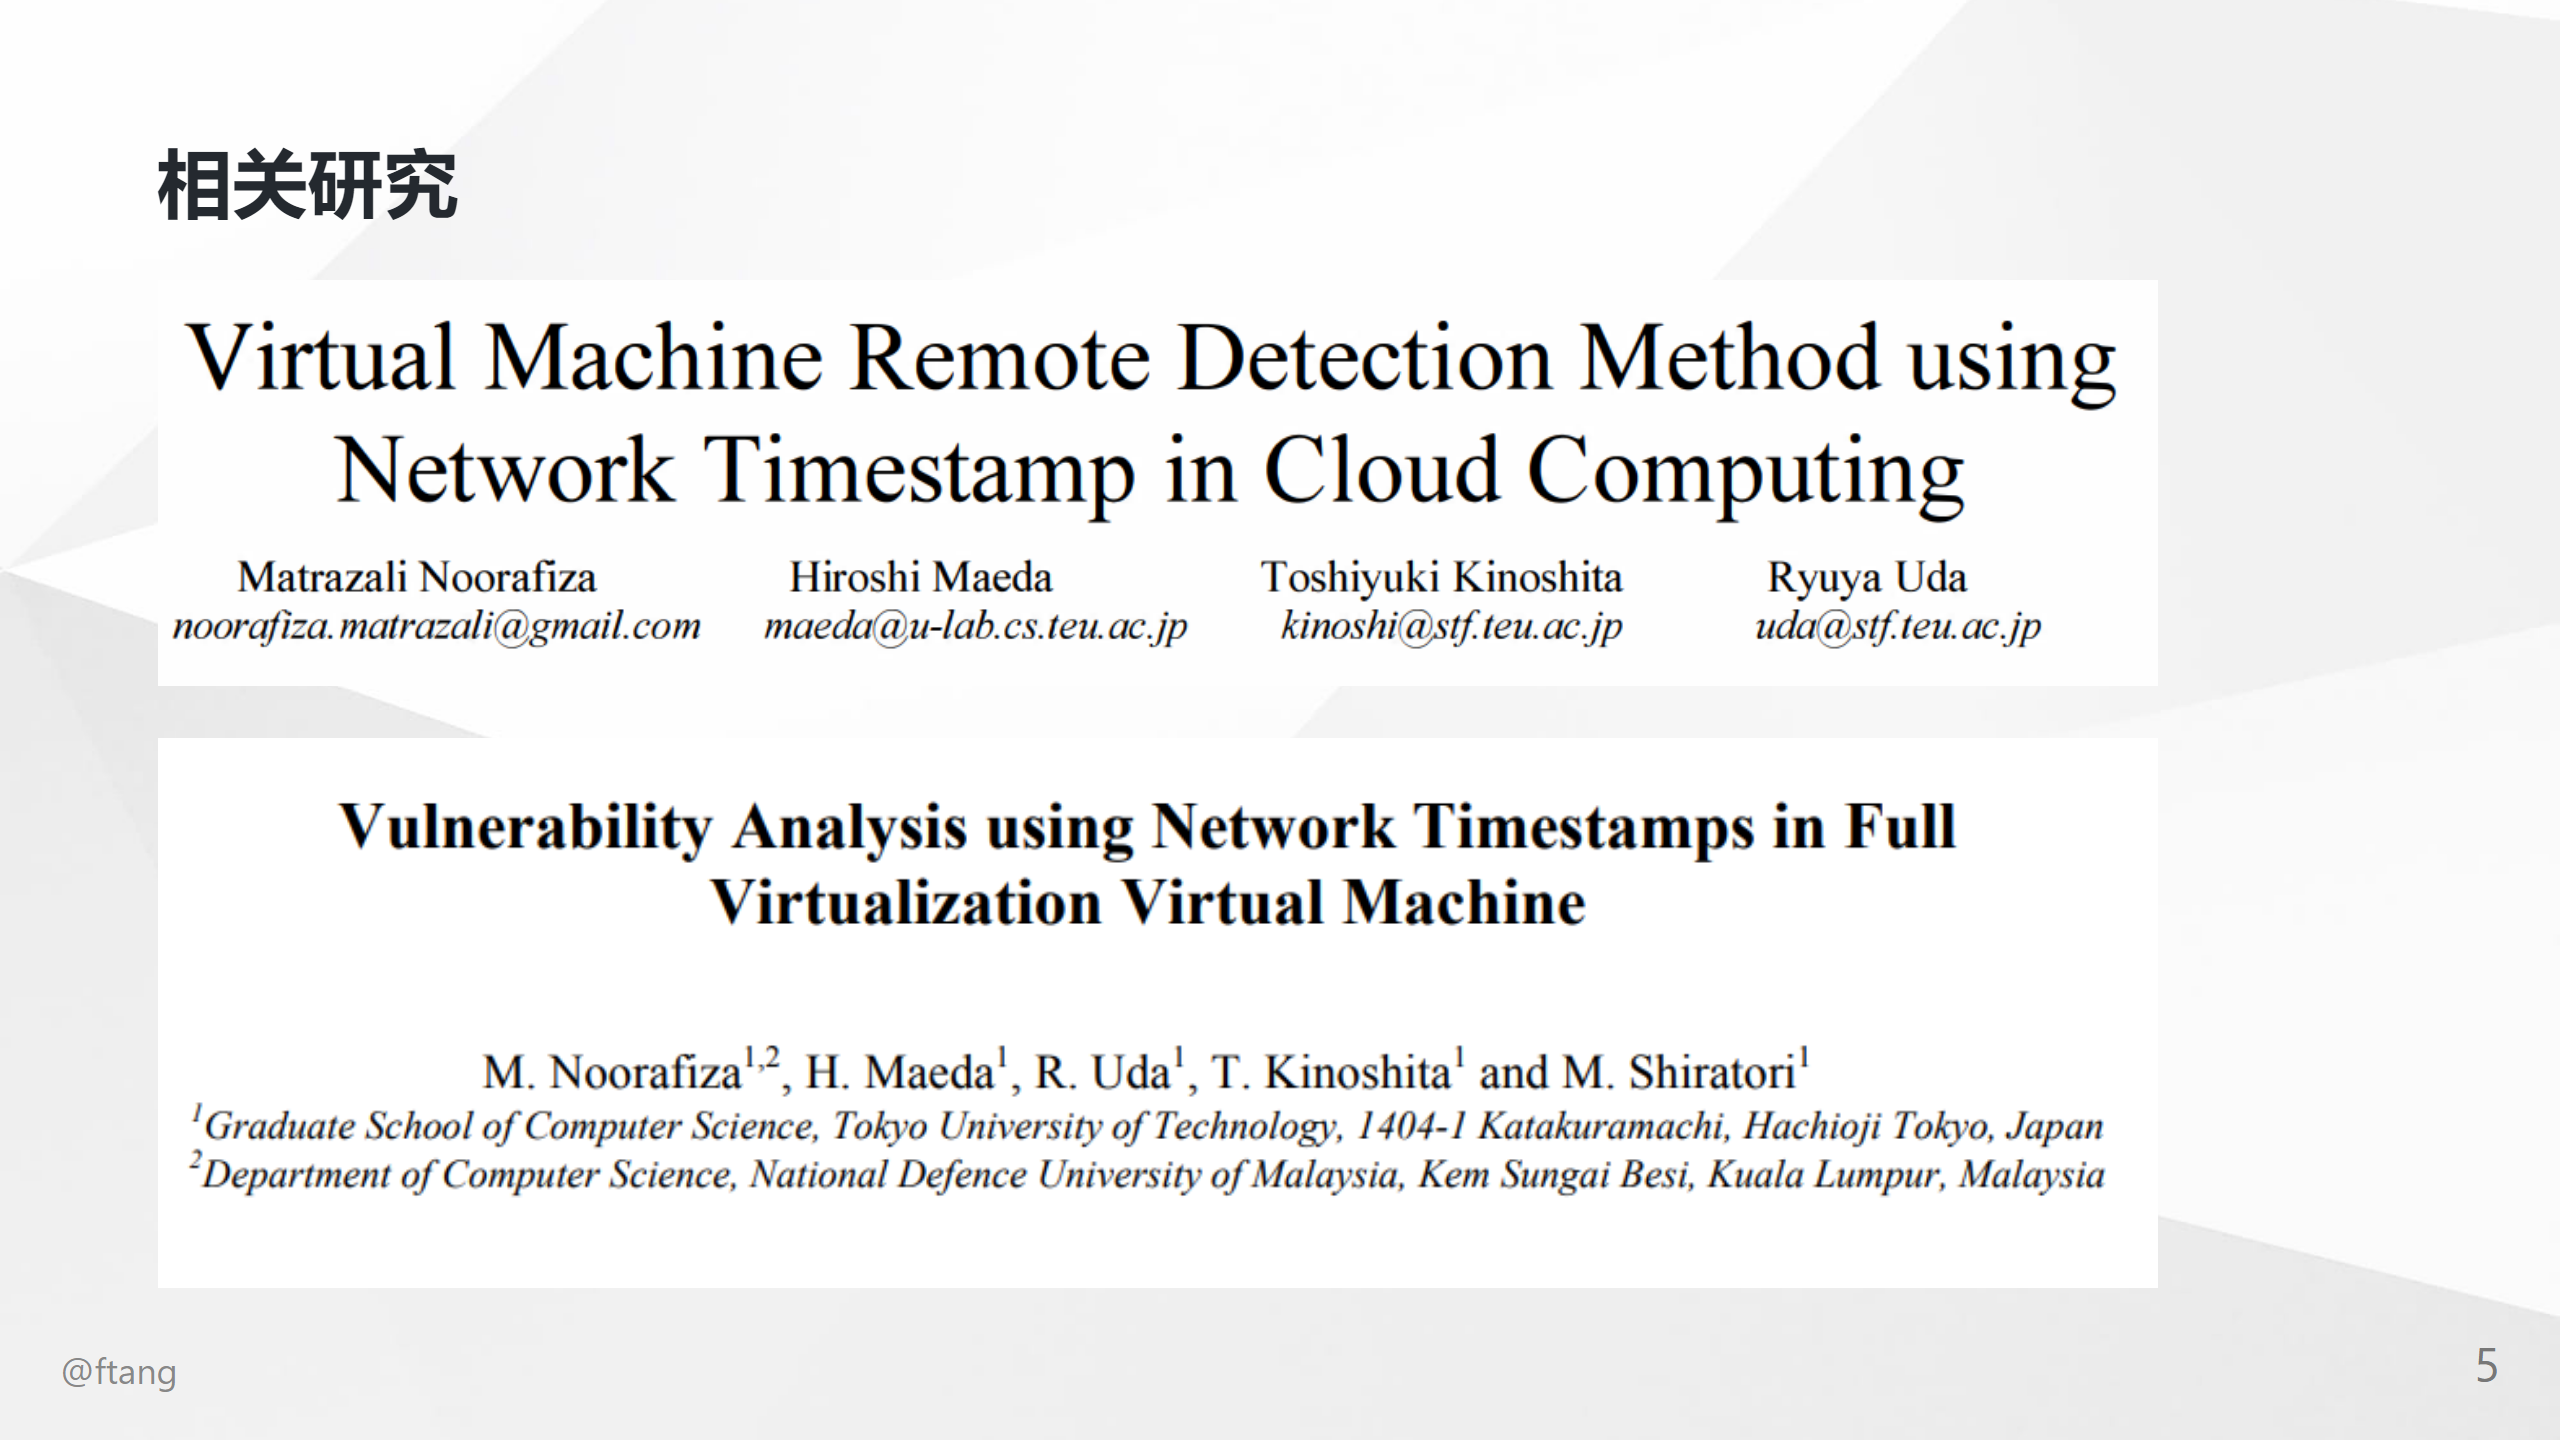 相关研究
Virtual Machine Remote Detection Method using
Network Timestamp in Cloud Computing
Matrazali Noorafiza Hiroshi Maeda Toshiyuki Kinoshita Ryuya Uda
noorafiza.matrazali@gmail.com maeda@u-lab.cs.teu.ac.jp kinoshi@stf.teu.ac.jp uda@stf.teu.ac.jp
Vulnerability Analysis using Network Timestamps in Full
Virtualization Virtual Machine
M. Noorafiza1,2, H. Maeda1, R. Uda1, T. Kinoshita1 and M. Shiratori1
1Graduate School of Computer Science, Tokyo University of Technology, 1404-1 Katakuramachi, Hachioji Tokyo, Japan
2Department of Computer Science, National Defence University of Malaysia, Kem Sungai Besi, Kuala Lumpur, Malaysia
@ftang
5